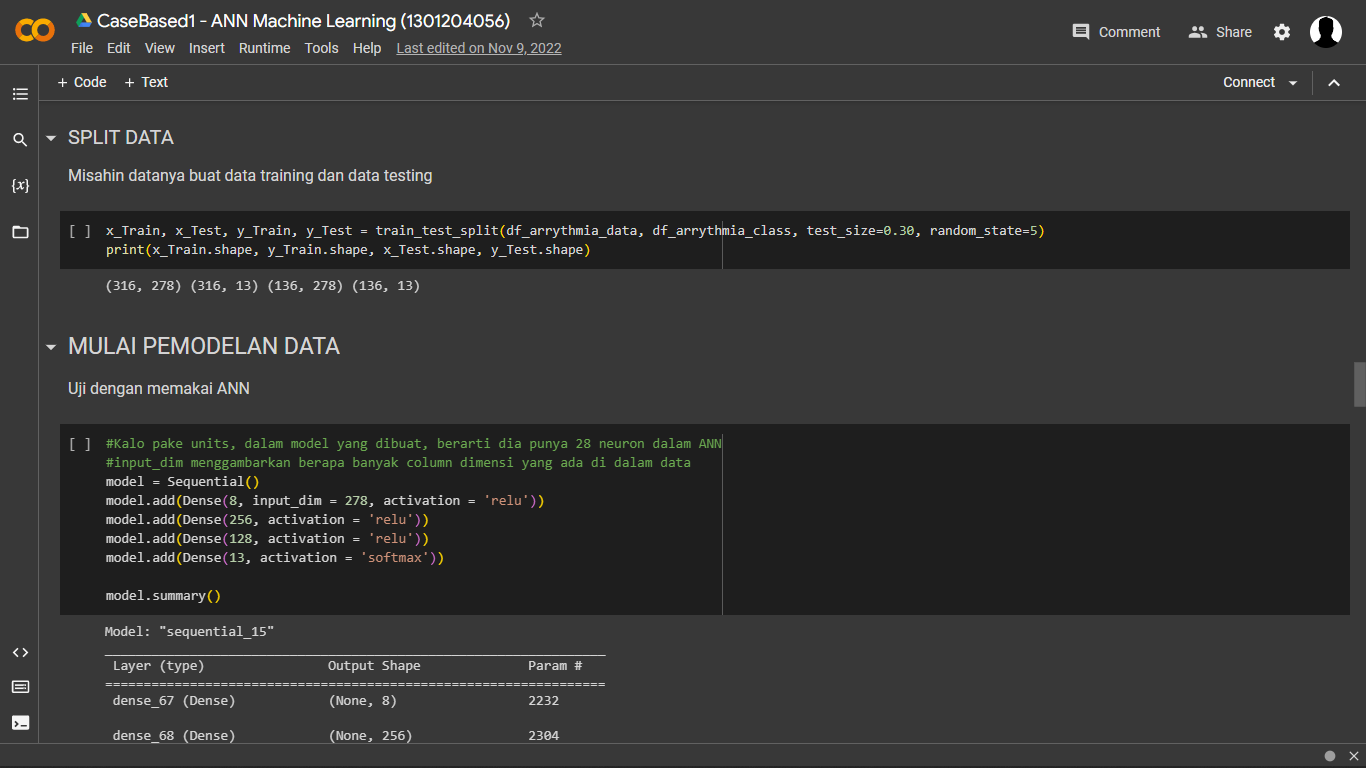 CaseBased1 - ANN Machine Learning (1301204056)
File Edit View Insert Runtime Tools Help Last edited on Nov 9, 2022
Comment
Share
+ Code + Text
Connect
{x}
SPLIT DATA
Misahin datanya buat data training dan data testing
[ ] x_Train, x_Test, y_Train, y_Test = train_test_split(df_arrythmia_data, df_arrythmia_class, test_size=0.30, random_state=5)
print(x_Train.shape, y_Train.shape, x_Test.shape, y_Test.shape)
(316, 278) (316, 13) (136, 278) (136, 13)
MULAI PEMODELAN DATA
Uji dengan memakai ANN
[ ] #Kalo pake units, dalam model yang dibuat, berarti dia punya 28 neuron dalam ANN
#input_dim menggambarkan berapa banyak column dimensi yang ada di dalam data
model = Sequential()
model.add(Dense(8, input_dim = 278, activation = 'relu'))
model.add(Dense(256, activation = 'relu'))
model.add(Dense(128, activation = 'relu'))
model.add(Dense(13, activation = 'softmax'))
model.summary()
Model: "sequential_15"
_________________________________________________________________
Layer (type) Output Shape Param #
=================================================================
dense_67 (Dense) (None, 8) 2232
dense_68 (Dense) (None, 256) 2304